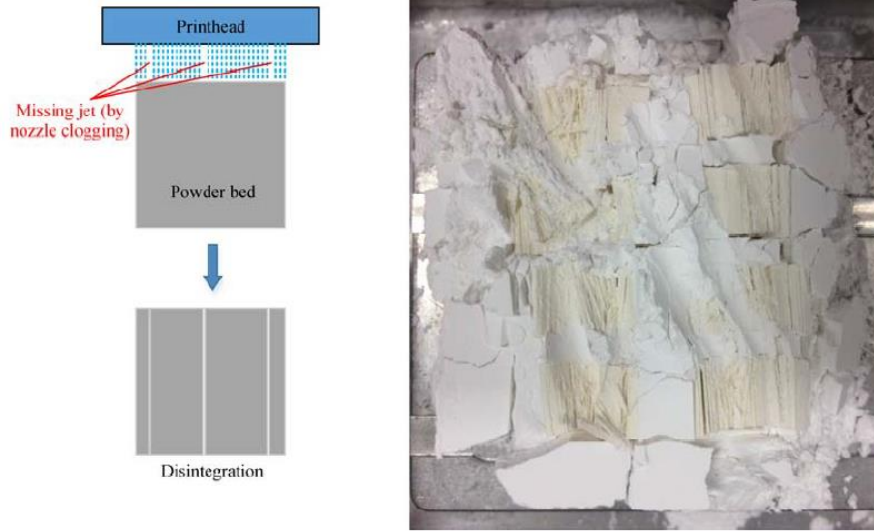 Printhead
Missing jet (by
nozzle clogging)
Powder bed
Disintegration